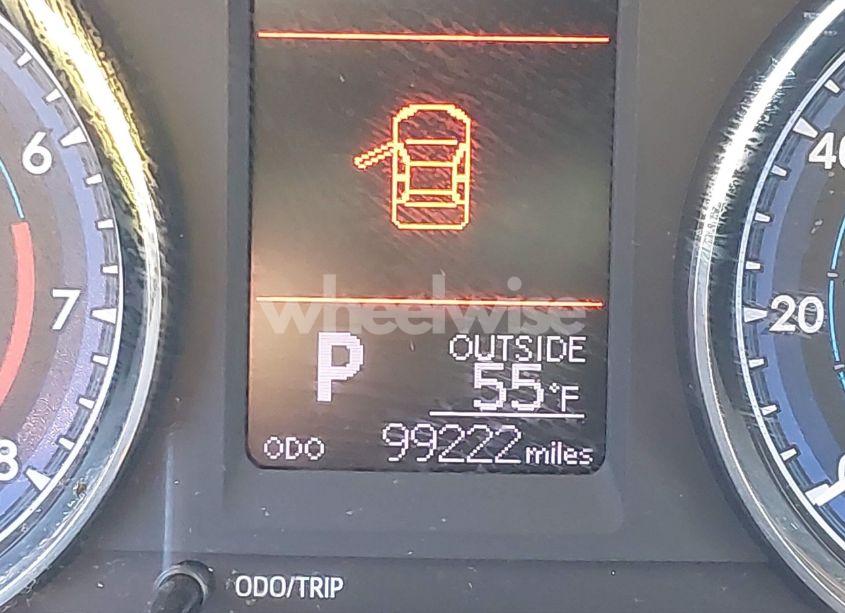 6
7
8
wheelwise
P
OUTSIDE
55°F
ODO 99222 miles
ODO/TRIP
40
20